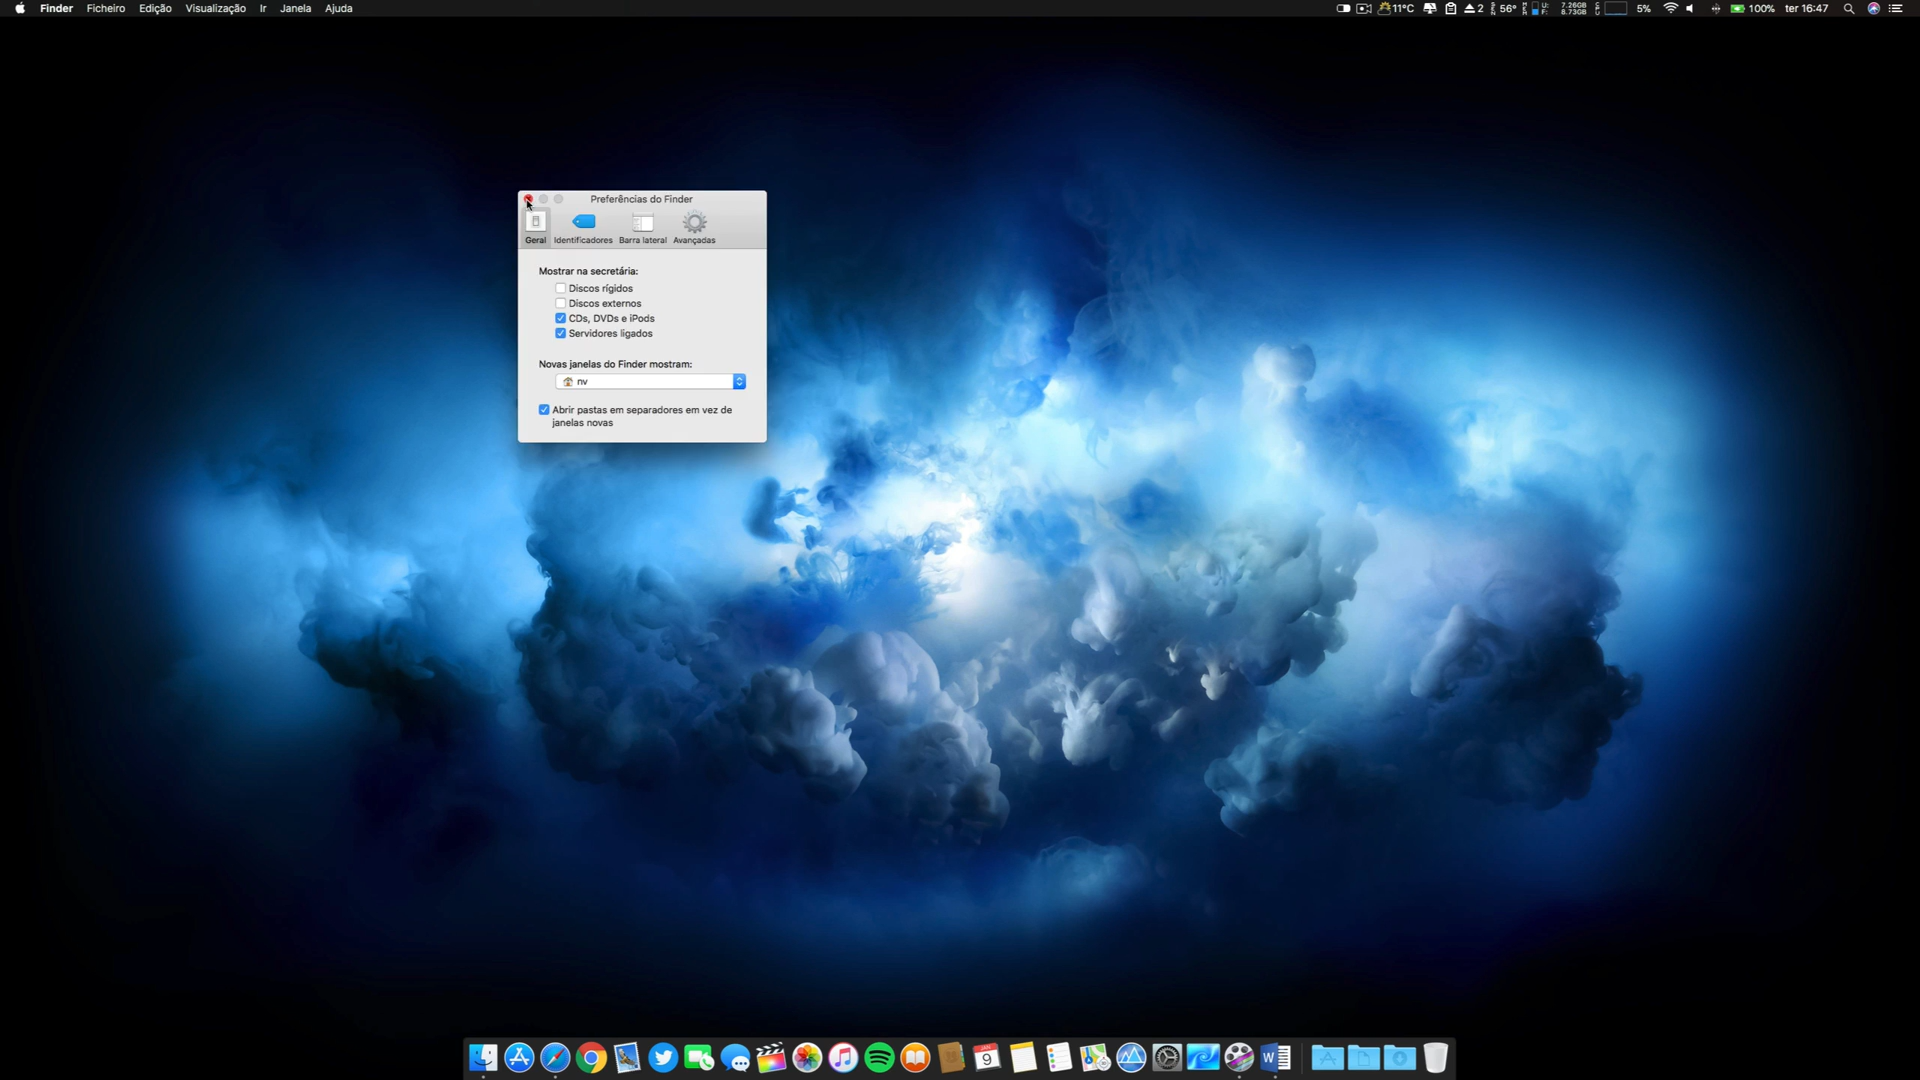 Finder Ficheiro Edição Visualização Ir Janela Ajuda
11°C 2 56° U: 7.26GB F: 8.73GB 5% 100% ter 16:47
Preferências do Finder
Geral Identificadores Barra lateral Avançadas
Mostrar na secretária:
Discos rígidos
Discos externos
CDs, DVDs e iPods
Servidores ligados
Novas janelas do Finder mostram:
nv
Abrir pastas em separadores em vez de
janelas novas
JAN
9
W